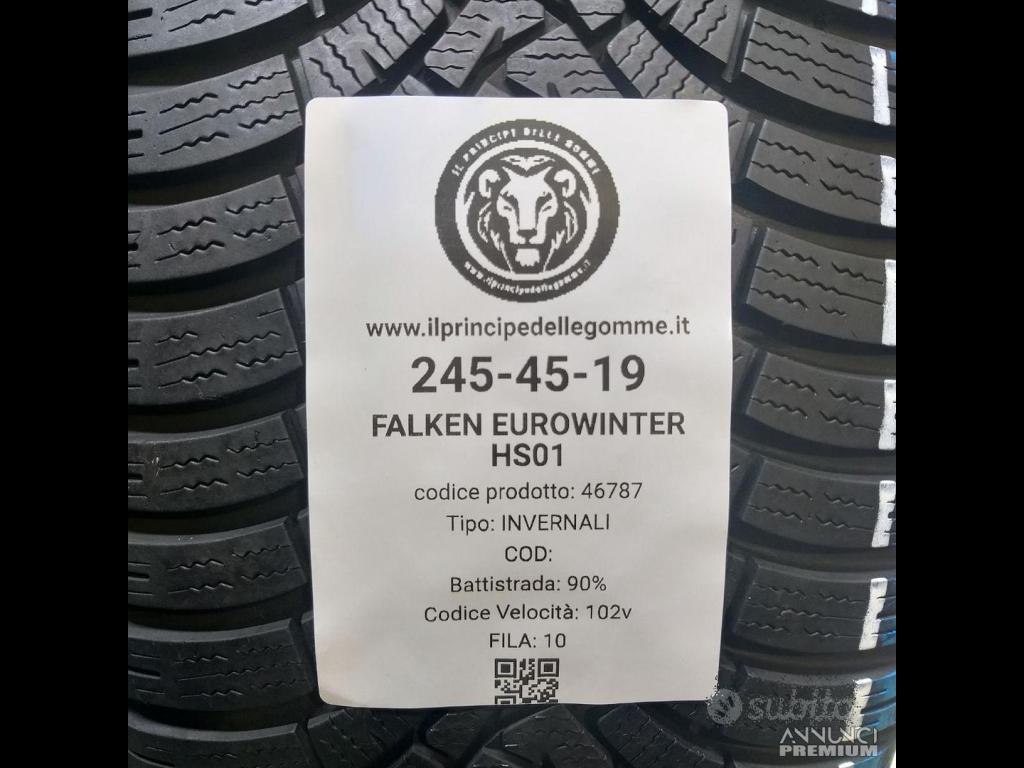 IL PRINCIPE DELLE GOMME
www.ilprincipedellegomme.it
www.ilprincipedellegomme.it
245-45-19
FALKEN EUROWINTER
HS01
codice prodotto: 46787
Tipo: INVERNALI
COD:
Battistrada: 90%
Codice Velocità: 102v
FILA: 10
subito
ANNUNCI
PREMIUM